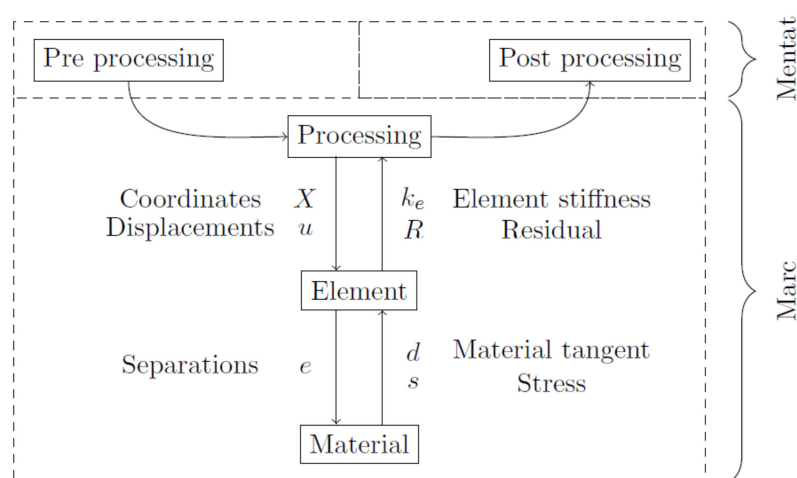 Pre processing
Post processing
Mentat
Processing
Coordinates X
Displacements u
k_e Element stiffness
R Residual
Element
Marc
Separations e
d Material tangent
s Stress
Material